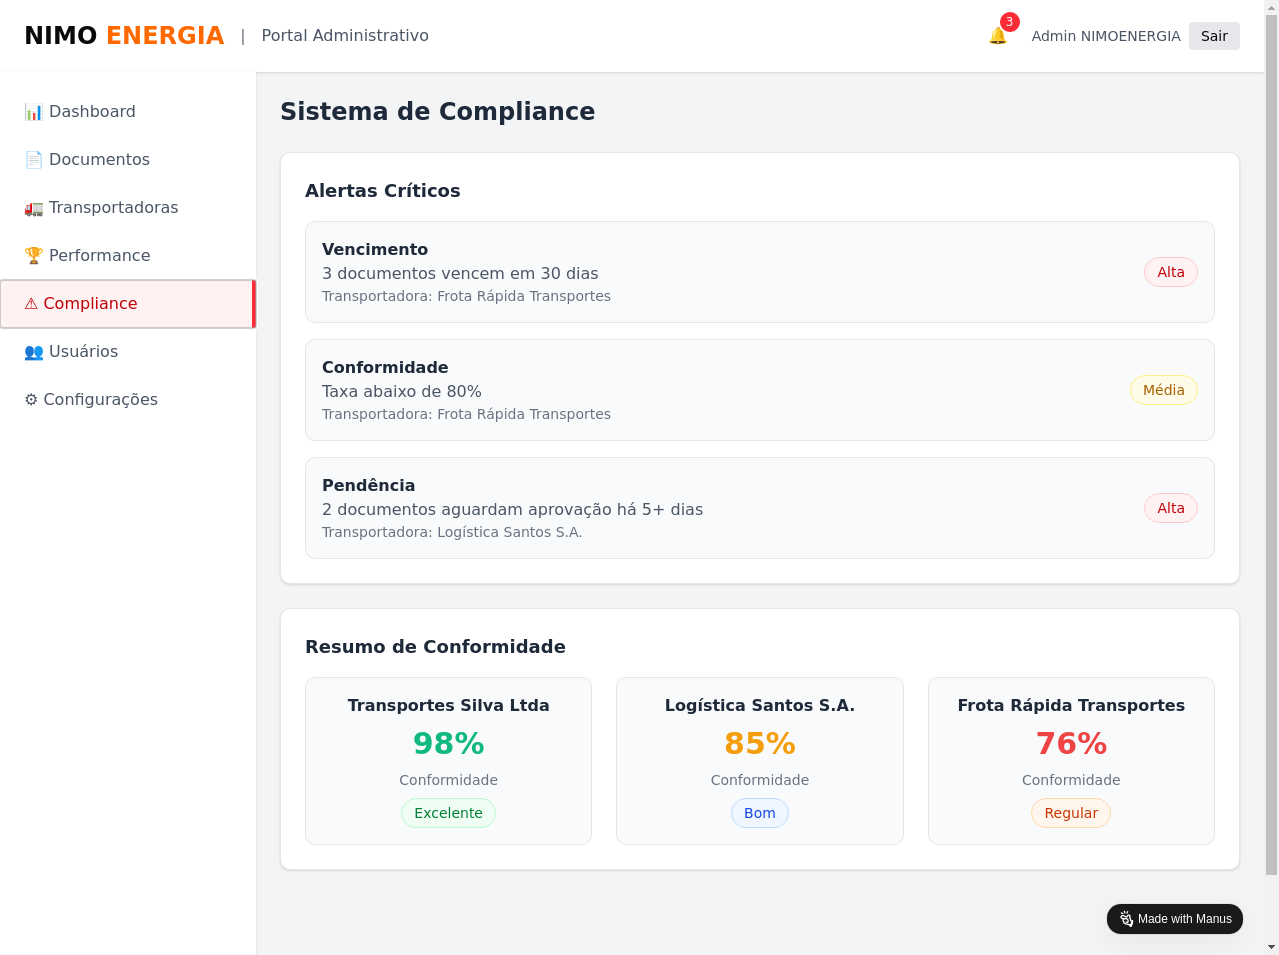 NIMO ENERGIA | Portal Administrativo
3
Admin NIMOENERGIA
Sair
Dashboard
Documentos
Transportadoras
Performance
Compliance
Usuários
Configurações
Sistema de Compliance
Alertas Críticos
Vencimento
3 documentos vencem em 30 dias
Transportadora: Frota Rápida Transportes
Alta
Conformidade
Taxa abaixo de 80%
Transportadora: Frota Rápida Transportes
Média
Pendência
2 documentos aguardam aprovação há 5+ dias
Transportadora: Logística Santos S.A.
Alta
Resumo de Conformidade
Transportes Silva Ltda
98%
Conformidade
Excelente
Logística Santos S.A.
85%
Conformidade
Bom
Frota Rápida Transportes
76%
Conformidade
Regular
Made with Manus